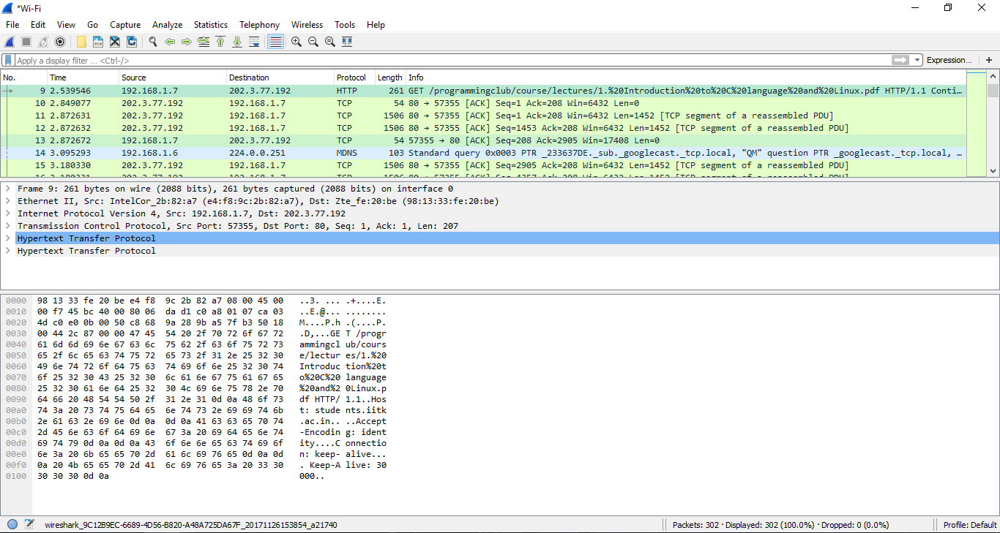 *Wi-Fi
File Edit View Go Capture Analyze Statistics Telephony Wireless Tools Help
Apply a display filter ... <Ctrl-/> Expression... +
No. Time Source Destination Protocol Length Info
9 2.539546 192.168.1.7 202.3.77.192 HTTP 261 GET /programmingclub/course/lectures/1.%20Introduction%20to%20C%20language%20and%20Linux.pdf HTTP/1.1 Conti…
10 2.849077 202.3.77.192 192.168.1.7 TCP 54 80 → 57355 [ACK] Seq=1 Ack=208 Win=6432 Len=0
11 2.872631 202.3.77.192 192.168.1.7 TCP 1506 80 → 57355 [ACK] Seq=1 Ack=208 Win=6432 Len=1452 [TCP segment of a reassembled PDU]
12 2.872632 202.3.77.192 192.168.1.7 TCP 1506 80 → 57355 [ACK] Seq=1453 Ack=208 Win=6432 Len=1452 [TCP segment of a reassembled PDU]
13 2.872672 192.168.1.7 202.3.77.192 TCP 54 57355 → 80 [ACK] Seq=208 Ack=2905 Win=17408 Len=0
14 3.095293 192.168.1.6 224.0.0.251 MDNS 103 Standard query 0x0003 PTR _233637DE._sub._googlecast._tcp.local, "QM" question PTR _googlecast._tcp.local, …
15 3.180330 202.3.77.192 192.168.1.7 TCP 1506 80 → 57355 [ACK] Seq=2905 Ack=208 Win=6432 Len=1452 [TCP segment of a reassembled PDU]
202.3.77.192 192.168.1.7 TCP 1506 80 → 57355 [ACK] Seq=4357 Ack=208 Win=6432 Len=1452 [TCP segment of a reassembled PDU]
Frame 9: 261 bytes on wire (2088 bits), 261 bytes captured (2088 bits) on interface 0
Ethernet II, Src: IntelCor_2b:82:a7 (e4:f8:9c:2b:82:a7), Dst: Zte_fe:20:be (98:13:33:fe:20:be)
Internet Protocol Version 4, Src: 192.168.1.7, Dst: 202.3.77.192
Transmission Control Protocol, Src Port: 57355, Dst Port: 80, Seq: 1, Ack: 1, Len: 207
Hypertext Transfer Protocol
Hypertext Transfer Protocol
0000 98 13 33 fe 20 be e4 f8 9c 2b 82 a7 08 00 45 00 ..3. ... .+....E.
0010 00 f7 45 bc 40 00 80 06 da d1 c0 a8 01 07 ca 03 ..E.@... ........
0020 4d c0 e0 0b 00 50 c8 68 9a 28 9b a5 7f b3 50 18 M....P.h .(....P.
0030 00 44 2c 87 00 00 47 45 54 20 2f 70 72 6f 67 72 .D,...GE T /progr
0040 61 6d 6d 69 6e 67 63 6c 75 62 2f 63 6f 75 72 73 ammingcl ub/cours
0050 65 2f 6c 65 63 74 75 72 65 73 2f 31 2e 25 32 30 e/lectur es/1.%20
0060 49 6e 74 72 6f 64 75 63 74 69 6f 6e 25 32 30 74 Introduc tion%20t
0070 6f 25 32 30 43 25 32 30 6c 61 6e 67 75 61 67 65 o%20C%20 language
0080 25 32 30 61 6e 64 25 32 30 4c 69 6e 75 78 2e 70 %20and%2 0Linux.p
0090 64 66 20 48 54 54 50 2f 31 2e 31 0d 0a 48 6f 73 df HTTP/ 1.1..Hos
00a0 74 3a 20 73 74 75 64 65 6e 74 73 2e 69 69 74 6b t: stude nts.iitk
00b0 2e 61 63 2e 69 6e 0d 0a 0d 0a 41 63 63 65 70 74 .ac.in.. ..Accept
00c0 2d 45 6e 63 6f 64 69 6e 67 3a 20 69 64 65 6e 74 -Encodin g: ident
00d0 69 74 79 0d 0a 0d 0a 43 6f 6e 6e 65 63 74 69 6f ity....C onnectio
00e0 6e 3a 20 6b 65 65 70 2d 61 6c 69 76 65 0d 0a 0d n: keep- alive...
00f0 0a 20 4b 65 65 70 2d 41 6c 69 76 65 3a 20 33 30 . Keep-A live: 30
0100 30 30 30 0d 0a 000..
wireshark_9C12B9EC-6689-4D56-B820-A48A725DA67F_20171126153854_a21740 Packets: 302 · Displayed: 302 (100.0%) · Dropped: 0 (0.0%) Profile: Default